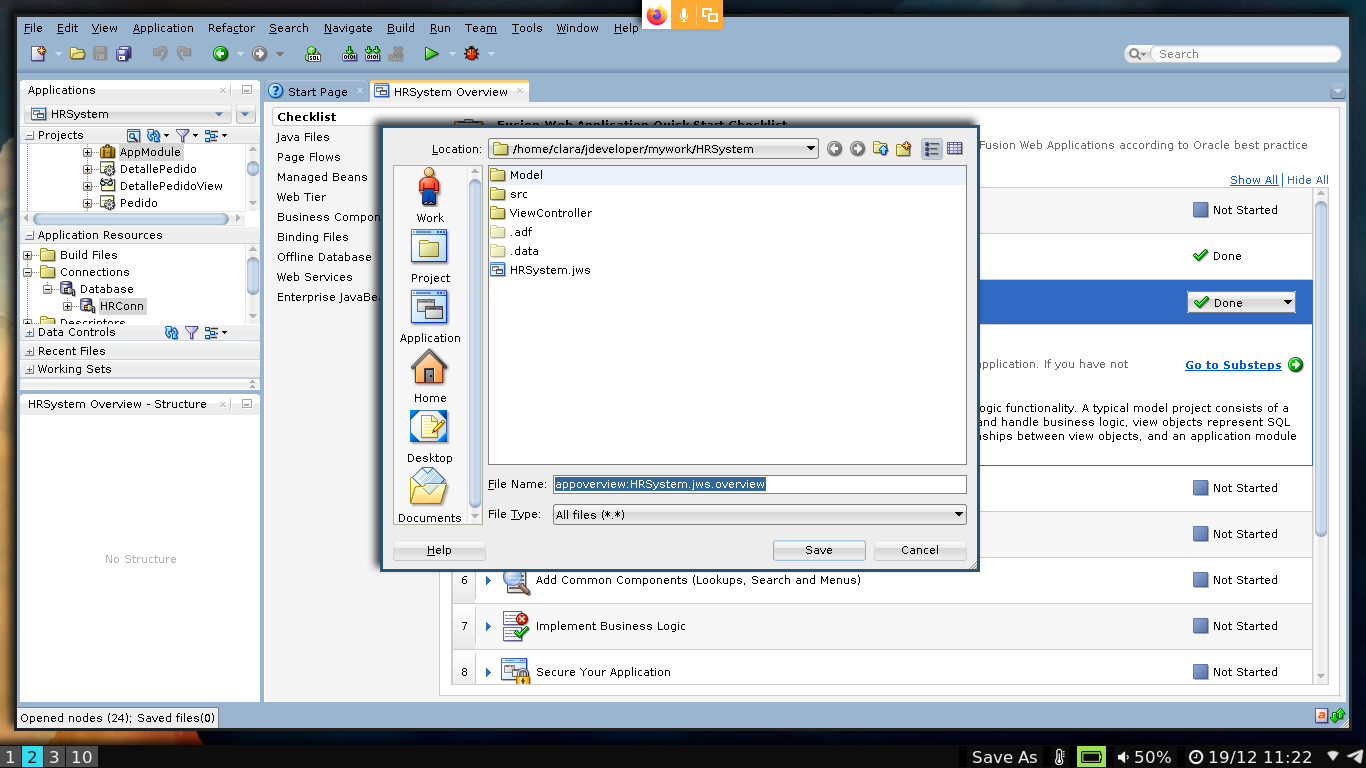 File Edit View Application Refactor Search Navigate Build Run Team Tools Window Help
Search
Applications
HRSystem
Projects
AppModule
DetallePedido
DetallePedidoView
Pedido
Application Resources
Build Files
Connections
Database
HRConn
Descriptors
Data Controls
Recent Files
Working Sets
HRSystem Overview - Structure
No Structure
Opened nodes (24); Saved files(0)
Start Page
HRSystem Overview
Checklist
Java Files
Page Flows
Managed Beans
Web Tier
Business Compon
Binding Files
Offline Database
Web Services
Enterprise JavaBea
Fusion Web Application Quick Start Checklist
Fusion Web Applications according to Oracle best practice
Show All | Hide All
Not Started
Done
Done
pplication. If you have not
Go to Substeps
ogic functionality. A typical model project consists of a
and handle business logic, view objects represent SQL
nships between view objects, and an application module
Not Started
Not Started
6 Add Common Components (Lookups, Search and Menus) Not Started
7 Implement Business Logic Not Started
8 Secure Your Application Not Started
Location: /home/clara/jdeveloper/mywork/HRSystem
Work
Project
Application
Home
Desktop
Documents
Model
src
ViewController
.adf
.data
HRSystem.jws
File Name: appoverview:HRSystem.jws.overview
File Type: All files (*.*)
Help
Save
Cancel
1 2 3 10
Save As 50% 19/12 11:22